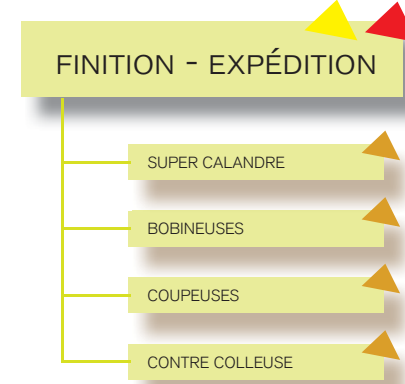 FINITION - EXPÉDITION
SUPER CALANDRE
BOBINEUSES
COUPEUSES
CONTRE COLLEUSE